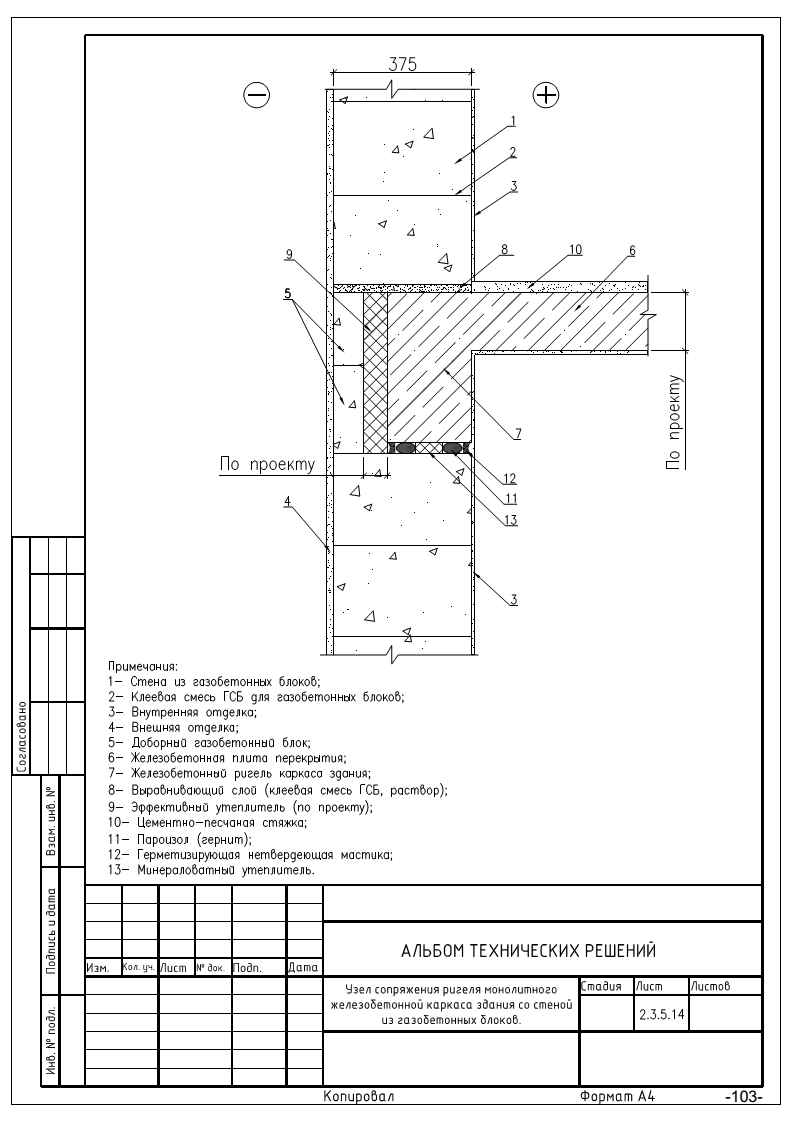 375
−
+
1
2
3
9
8
10
6
5
7
По проекту
По проекту
12
11
13
4
3
Примечания:
1– Стена из газобетонных блоков;
2– Клеевая смесь ГСБ для газобетонных блоков;
3– Внутренняя отделка;
4– Внешняя отделка;
5– Доборный газобетонный блок;
6– Железобетонная плита перекрытия;
7– Железобетонный ригель каркаса здания;
8– Выравнивающий слой (клеевая смесь ГСБ, раствор);
9– Эффективный утеплитель (по проекту);
10– Цементно–песчаная стяжка;
11– Пароизол (гернит);
12– Герметизирующая нетвердеющая мастика;
13– Минераловатный утеплитель.
Согласовано
Взам. инв. №
Подпись и дата
Инв. № подл.
АЛЬБОМ ТЕХНИЧЕСКИХ РЕШЕНИЙ
Изм. Кол. уч. Лист № док. Подп. Дата
Узел сопряжения ригеля монолитного
железобетонной каркаса здания со стеной
из газобетонных блоков.
Стадия Лист Листов
2.3.5.14
Копировал Формат А4 -103-